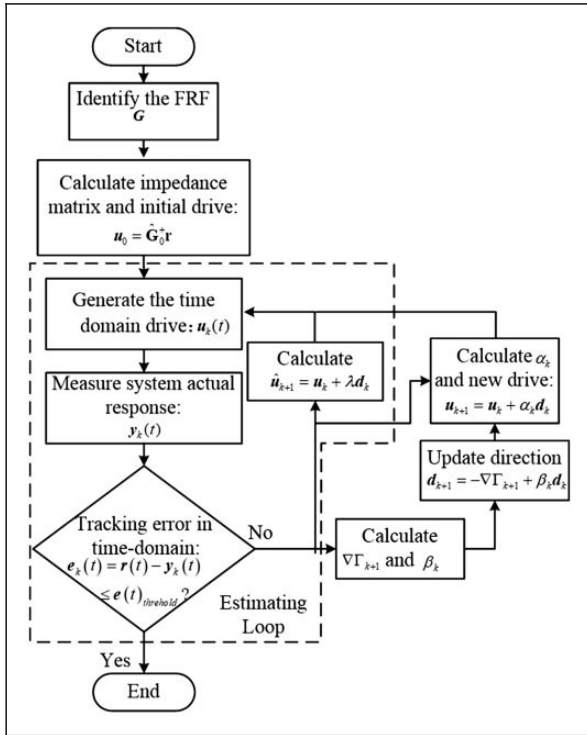 Start
Identify the FRF
G
Calculate impedance
matrix and initial drive:
u₀ = Ĝ₀⁺r
Generate the time
domain drive: uₖ(t)
Measure system actual
response:
yₖ(t)
Tracking error in
time-domain:
eₖ(t) = r(t) − yₖ(t)
≤ e(t)threhold ?
Yes
End
No
Estimating
Loop
Calculate
ûₖ₊₁ = uₖ + λdₖ
Calculate
∇Γₖ₊₁ and βₖ
Update direction
dₖ₊₁ = −∇Γₖ₊₁ + βₖdₖ
Calculate αₖ
and new drive:
uₖ₊₁ = uₖ + αₖdₖ